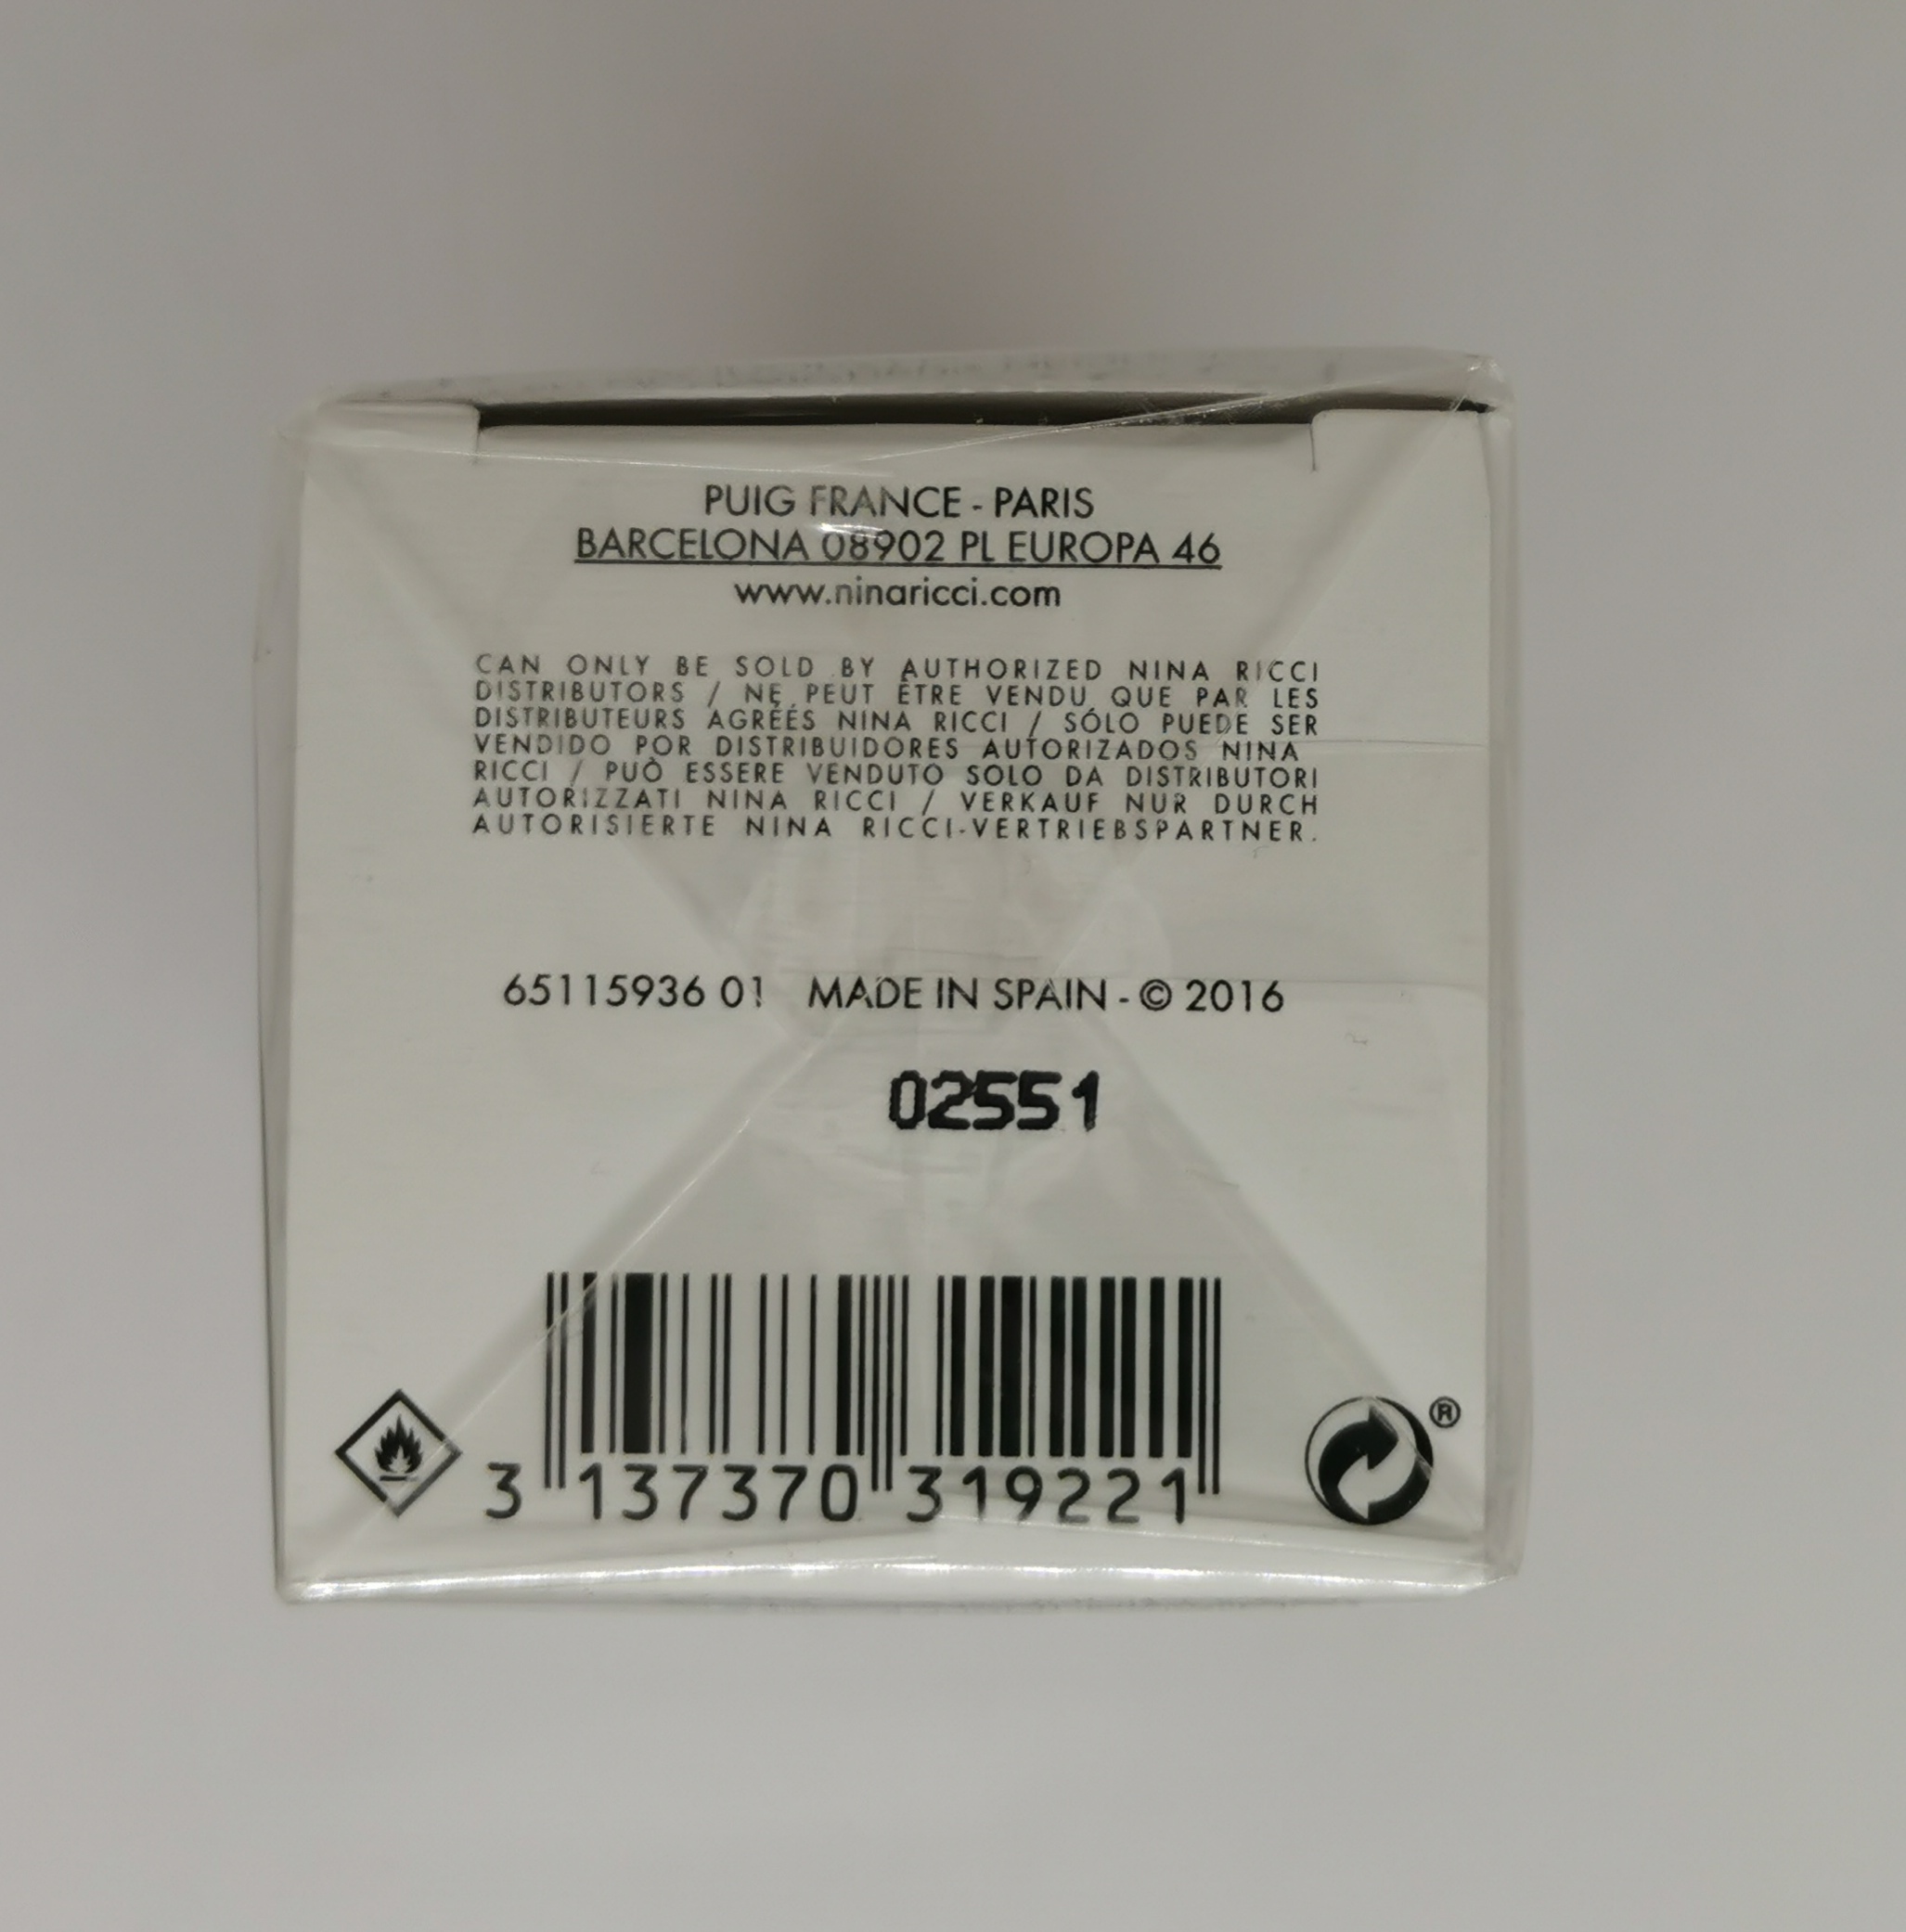 PUIG FRANCE - PARIS
BARCELONA 08902 PL EUROPA 46
www.ninaricci.com
CAN ONLY BE SOLD BY AUTHORIZED NINA RICCI
DISTRIBUTORS / NE PEUT ÊTRE VENDU QUE PAR LES
DISTRIBUTEURS AGRÉÉS NINA RICCI / SÓLO PUEDE SER
VENDIDO POR DISTRIBUIDORES AUTORIZADOS NINA
RICCI / PUÒ ESSERE VENDUTO SOLO DA DISTRIBUTORI
AUTORIZZATI NINA RICCI / VERKAUF NUR DURCH
AUTORISIERTE NINA RICCI-VERTRIEBSPARTNER.
65115936 01 MADE IN SPAIN - © 2016
02551
®
3 137370 319221